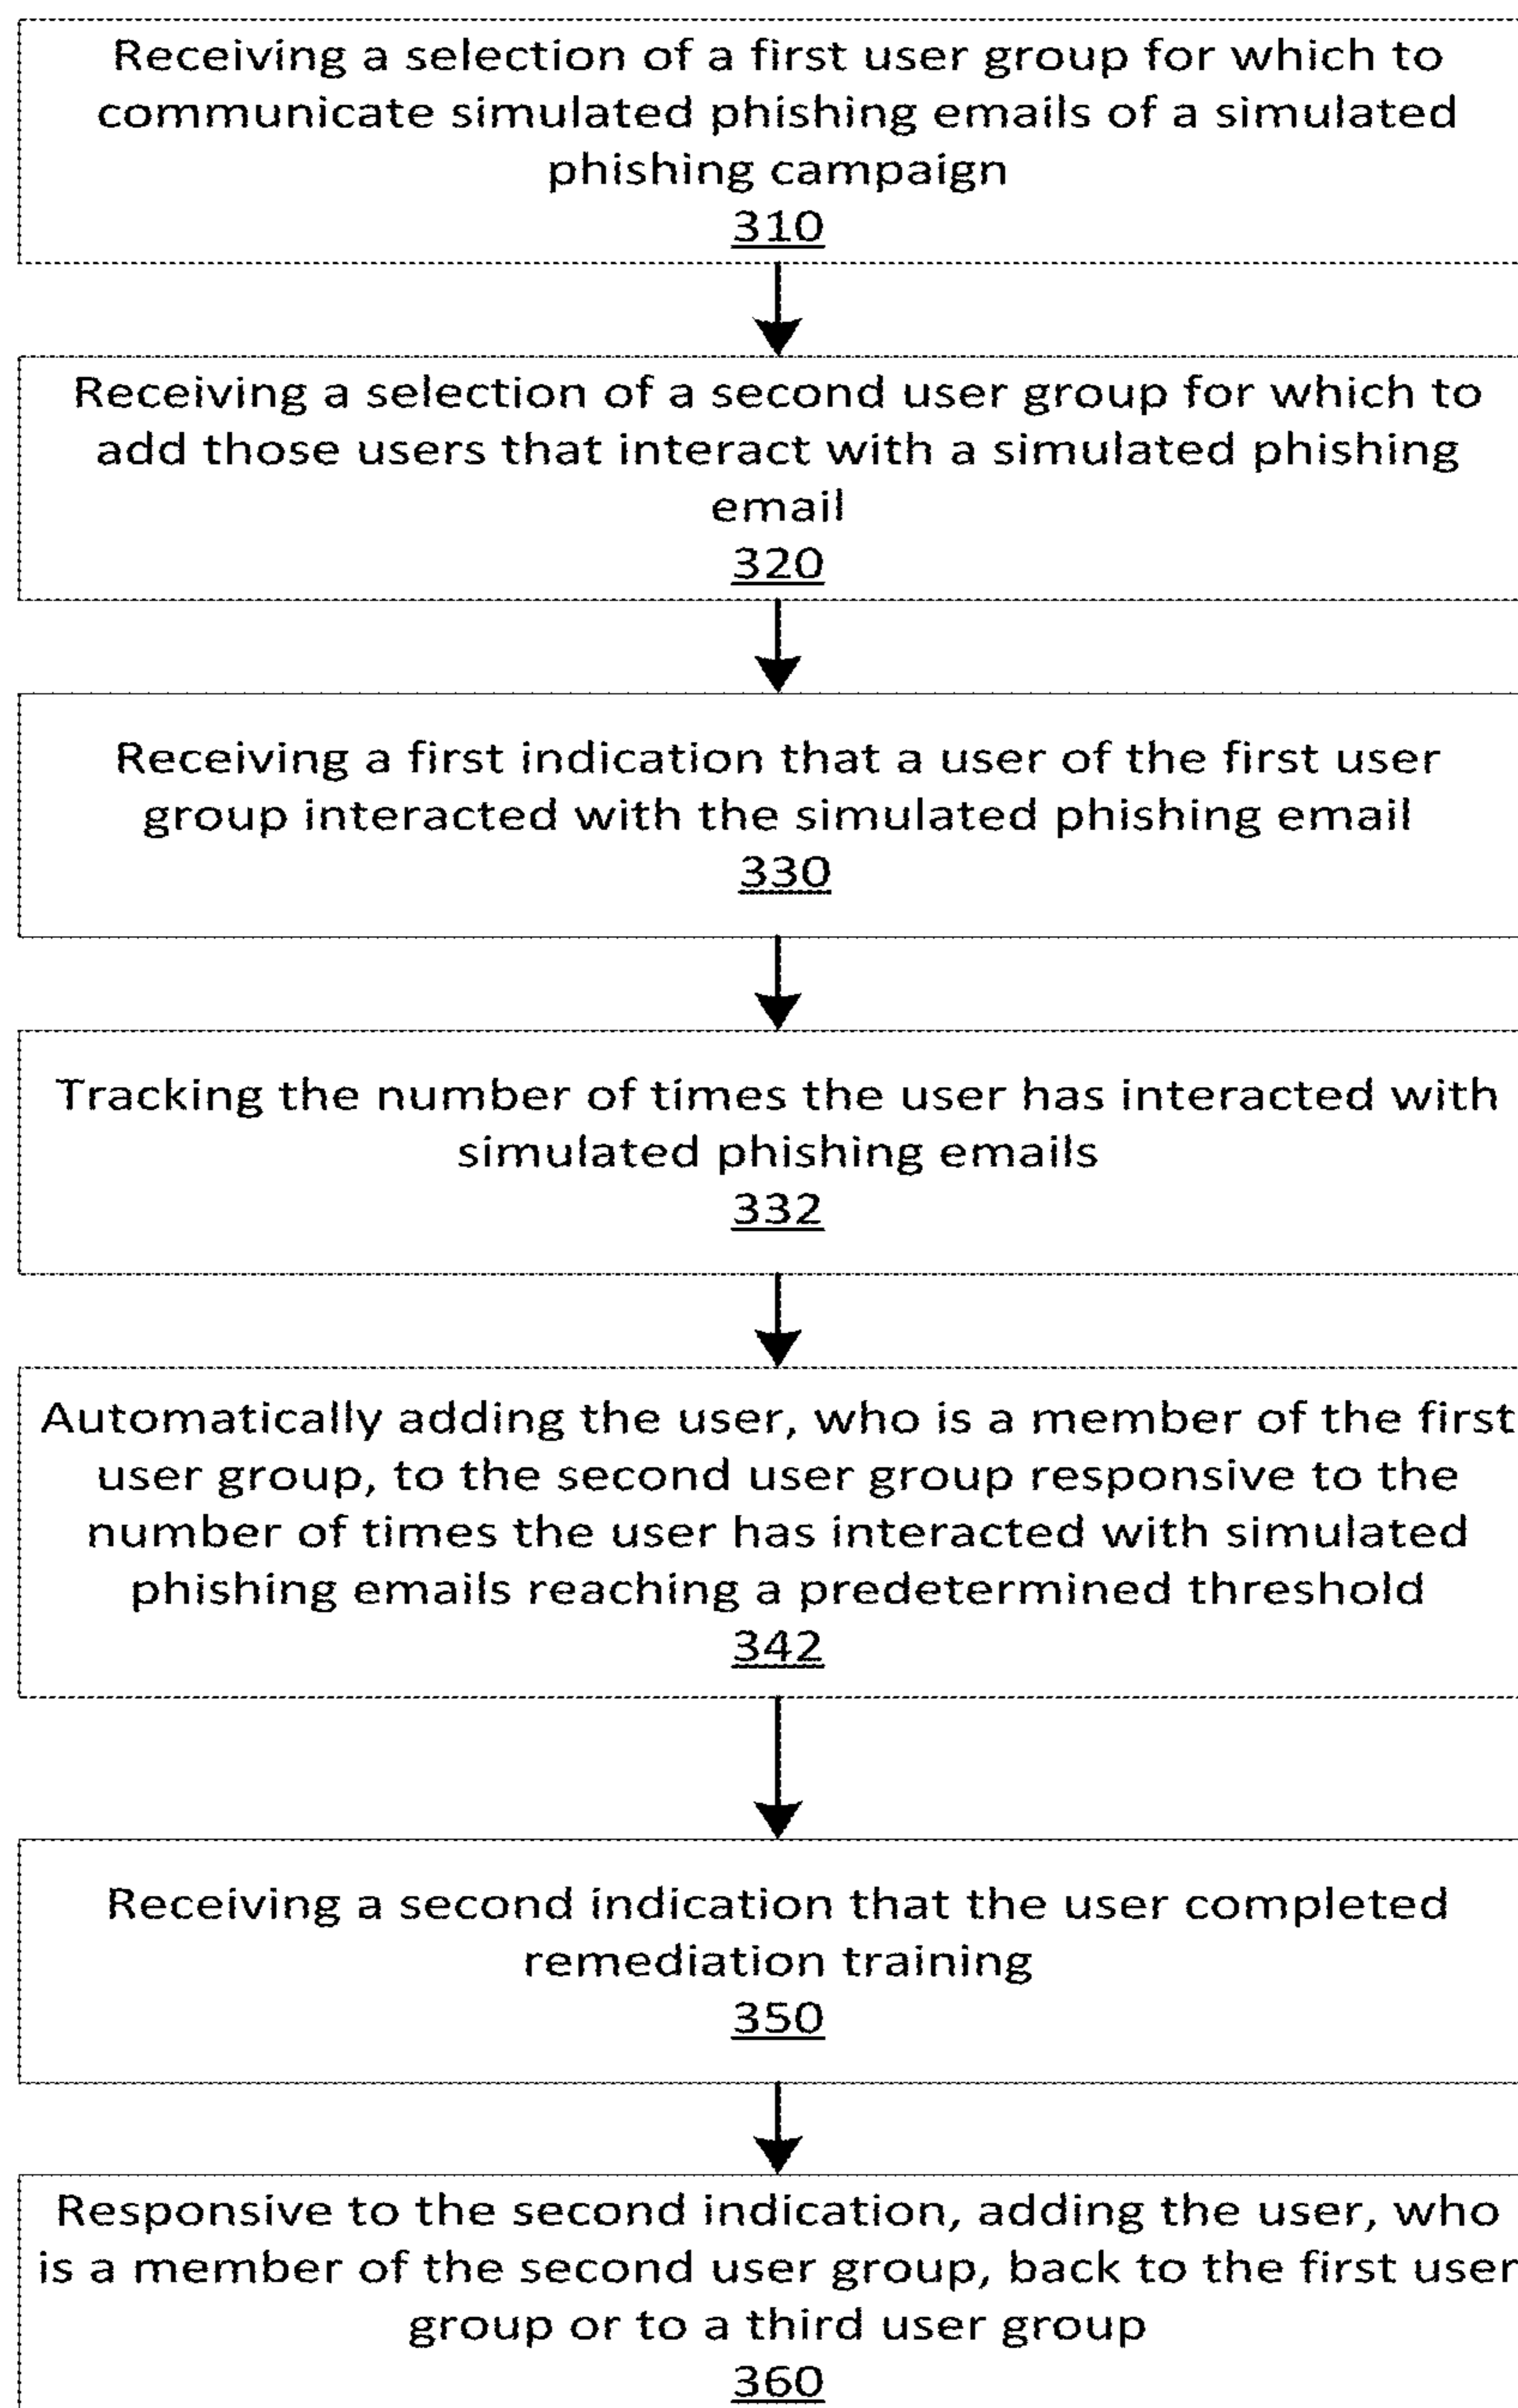 Receiving a selection of a first user group for which to
communicate simulated phishing emails of a simulated
phishing campaign
310
Receiving a selection of a second user group for which to
add those users that interact with a simulated phishing
email
320
Receiving a first indication that a user of the first user
group interacted with the simulated phishing email
330
Tracking the number of times the user has interacted with
simulated phishing emails
332
Automatically adding the user, who is a member of the first
user group, to the second user group responsive to the
number of times the user has interacted with simulated
phishing emails reaching a predetermined threshold
342
Receiving a second indication that the user completed
remediation training
350
Responsive to the second indication, adding the user, who
is a member of the second user group, back to the first user
group or to a third user group
360